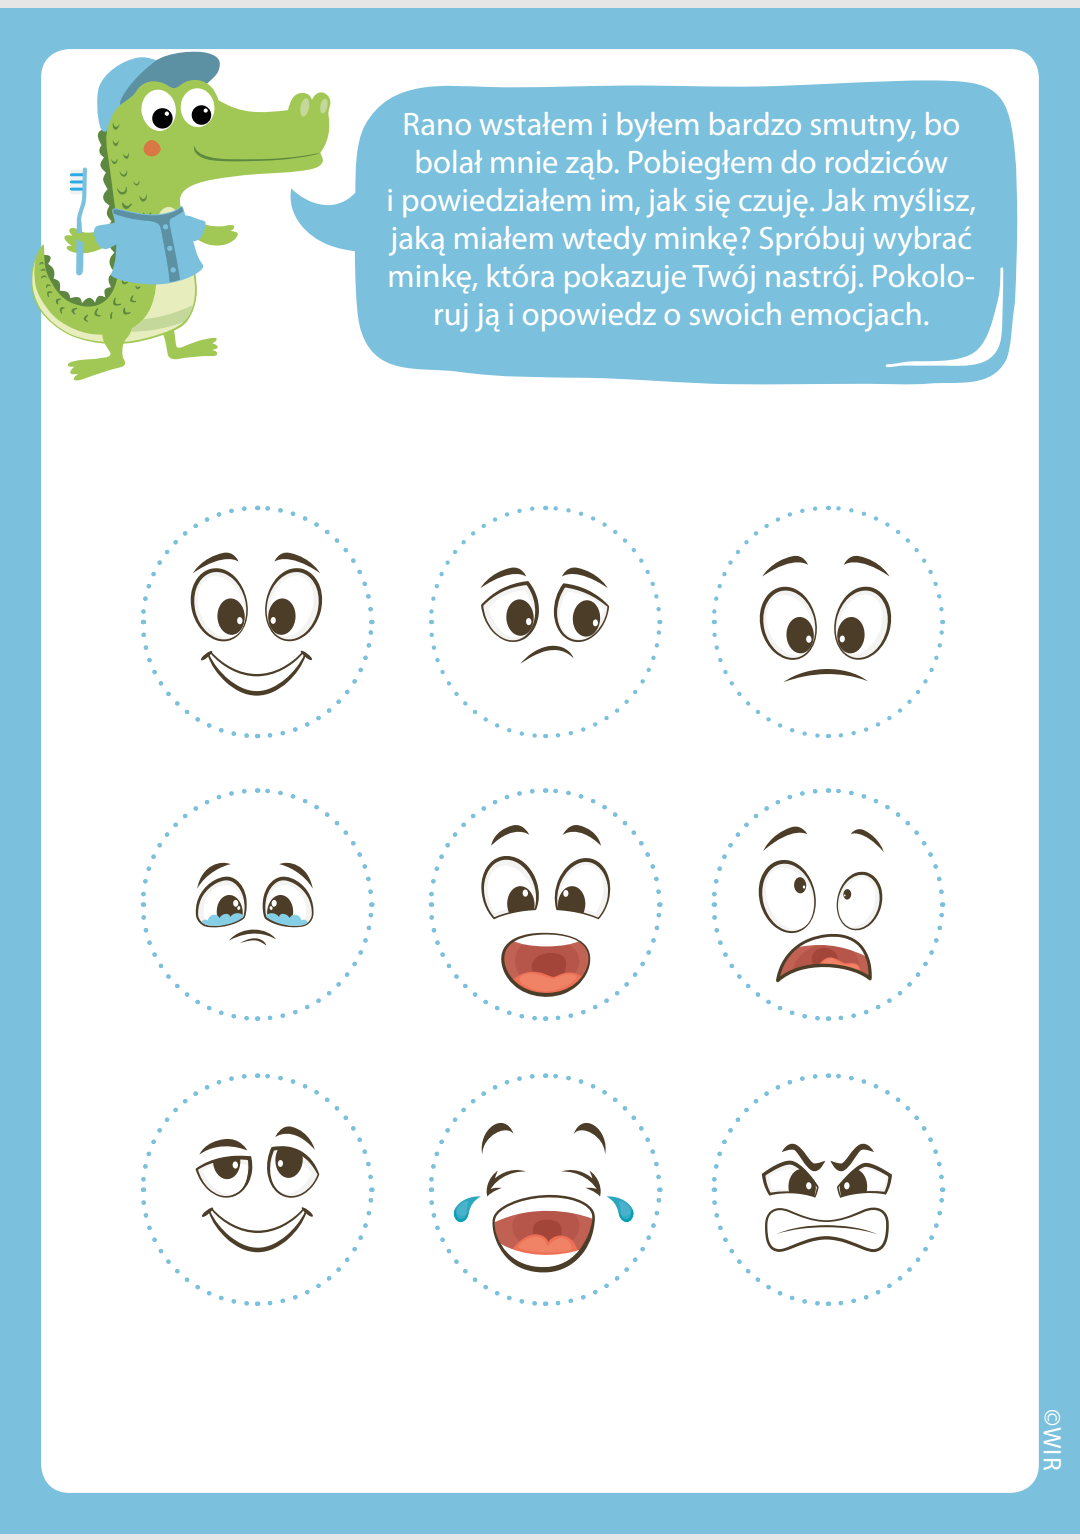 Rano wstałem i byłem bardzo smutny, bo
bolał mnie ząb. Pobiegłem do rodziców
i powiedziałem im, jak się czuję. Jak myślisz,
jaką miałem wtedy minkę? Spróbuj wybrać
minkę, która pokazuje Twój nastrój. Pokolo-
ruj ją i opowiedz o swoich emocjach.
©WIR